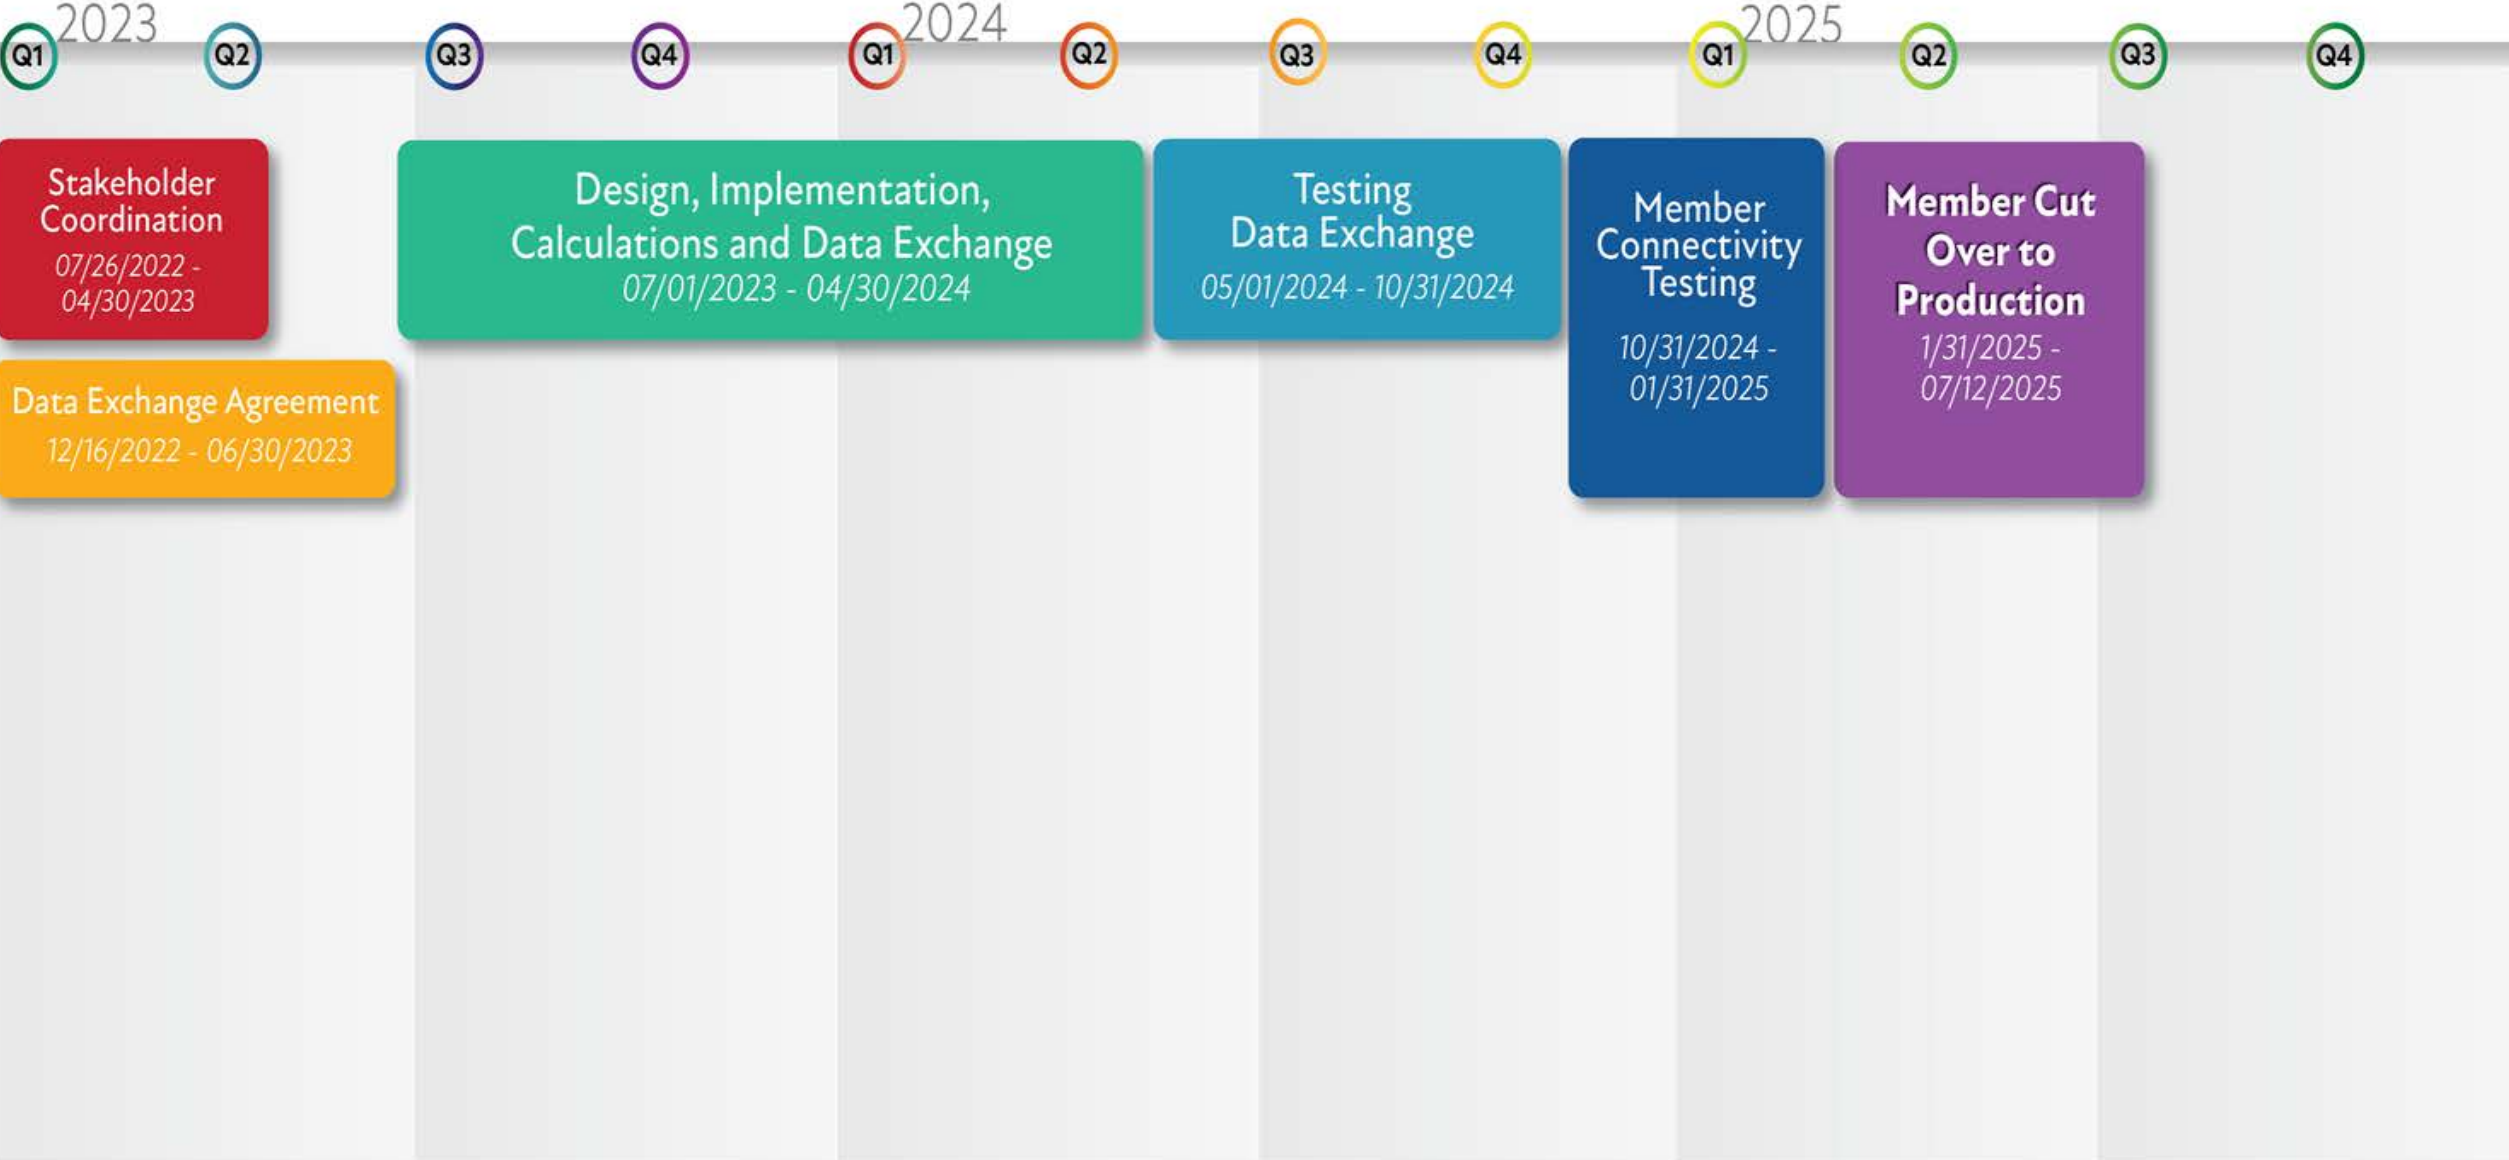 2023
2024
2025
Q1
Q2
Q3
Q4
Q1
Q2
Q3
Q4
Q1
Q2
Q3
Q4
Stakeholder
Coordination
07/26/2022 -
04/30/2023
Data Exchange Agreement
12/16/2022 - 06/30/2023
Design, Implementation,
Calculations and Data Exchange
07/01/2023 - 04/30/2024
Testing
Data Exchange
05/01/2024 - 10/31/2024
Member
Connectivity
Testing
10/31/2024 -
01/31/2025
Member Cut
Over to
Production
1/31/2025 -
07/12/2025